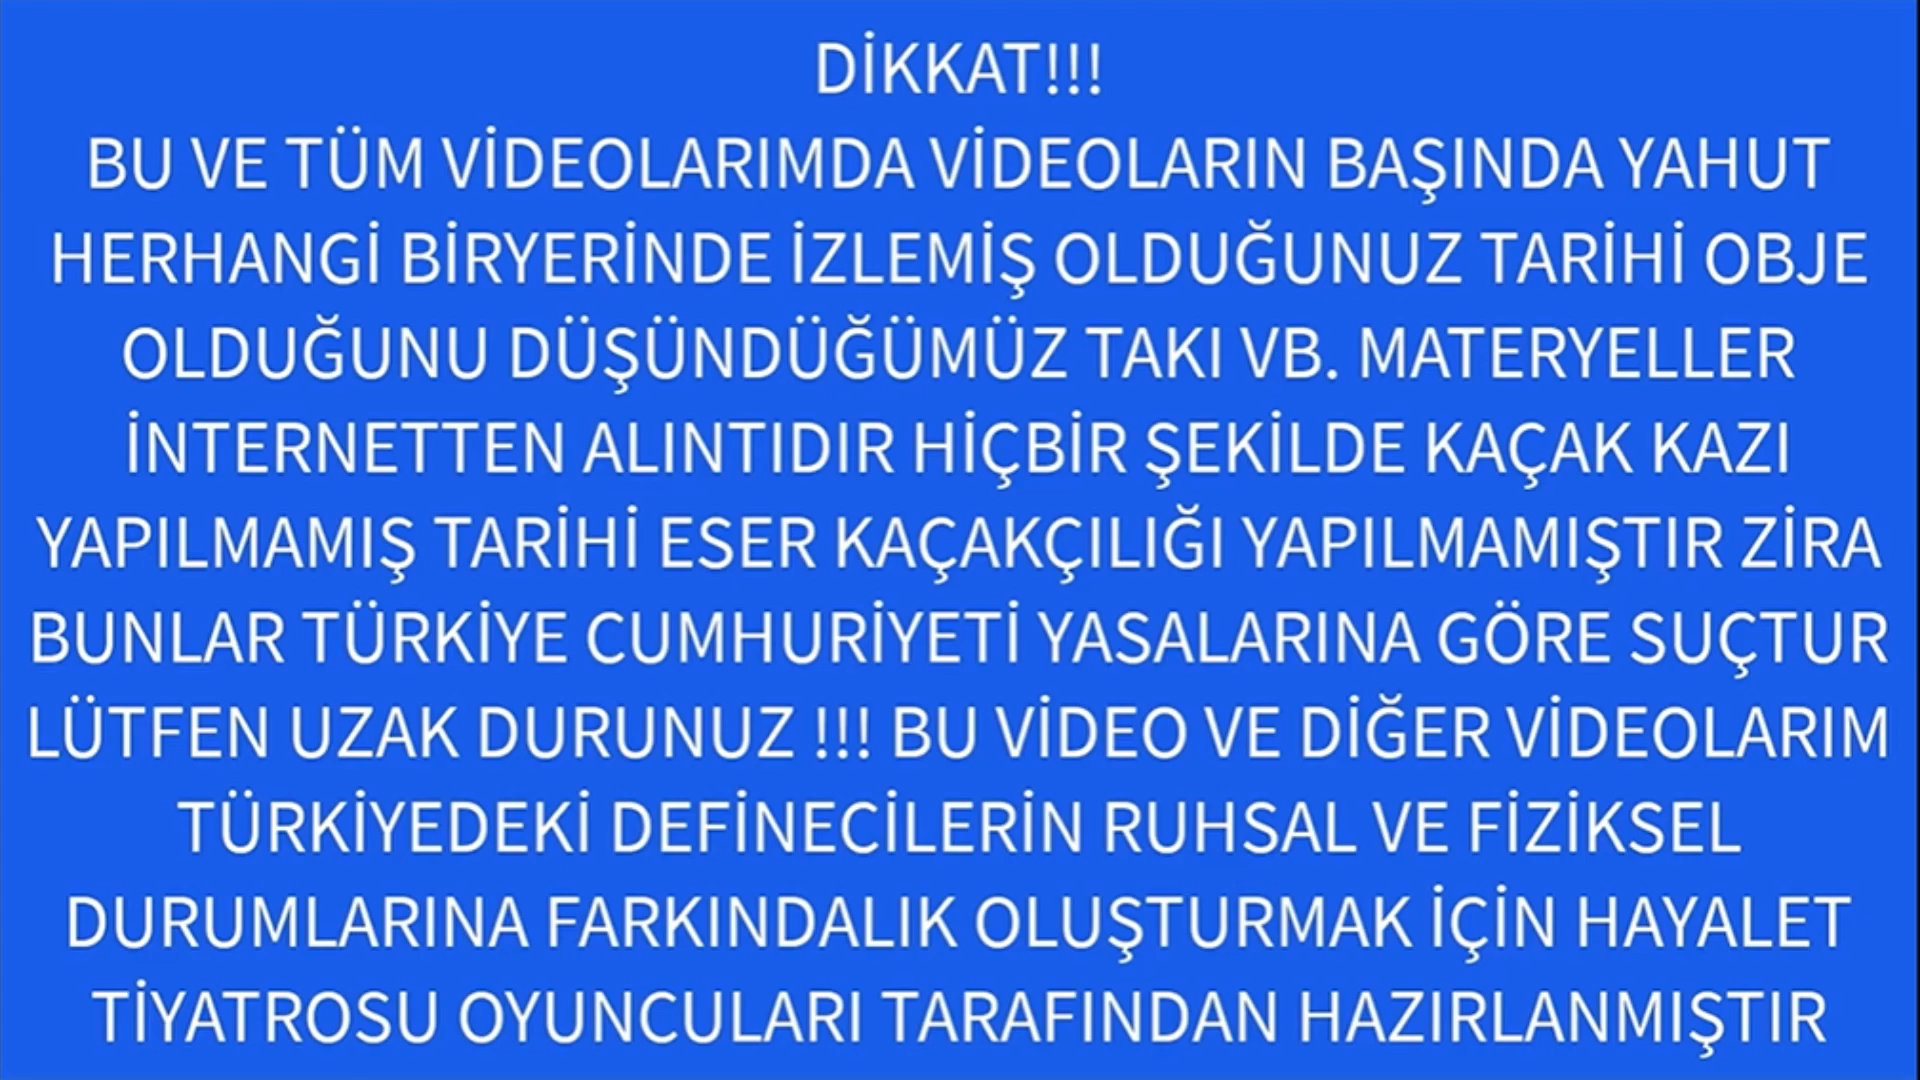 DİKKAT!!!
BU VE TÜM VİDEOLARIMDA VİDEOLARIN BAŞINDA YAHUT
HERHANGİ BİRYERİNDE İZLEMİŞ OLDUĞUNUZ TARİHİ OBJE
OLDUĞUNU DÜŞÜNDÜĞÜMÜZ TAKI VB. MATERYELLER
İNTERNETTEN ALINTIDIR HİÇBİR ŞEKİLDE KAÇAK KAZI
YAPILMAMIŞ TARİHİ ESER KAÇAKÇILIĞI YAPILMAMIŞTIR ZİRA
BUNLAR TÜRKİYE CUMHURİYETİ YASALARINA GÖRE SUÇTUR
LÜTFEN UZAK DURUNUZ !!! BU VİDEO VE DİĞER VİDEOLARIM
TÜRKİYEDEKİ DEFİNECİLERİN RUHSAL VE FİZİKSEL
DURUMLARINA FARKINDALIK OLUŞTURMAK İÇİN HAYALET
TİYATROSU OYUNCULARI TARAFINDAN HAZIRLANMIŞTIR